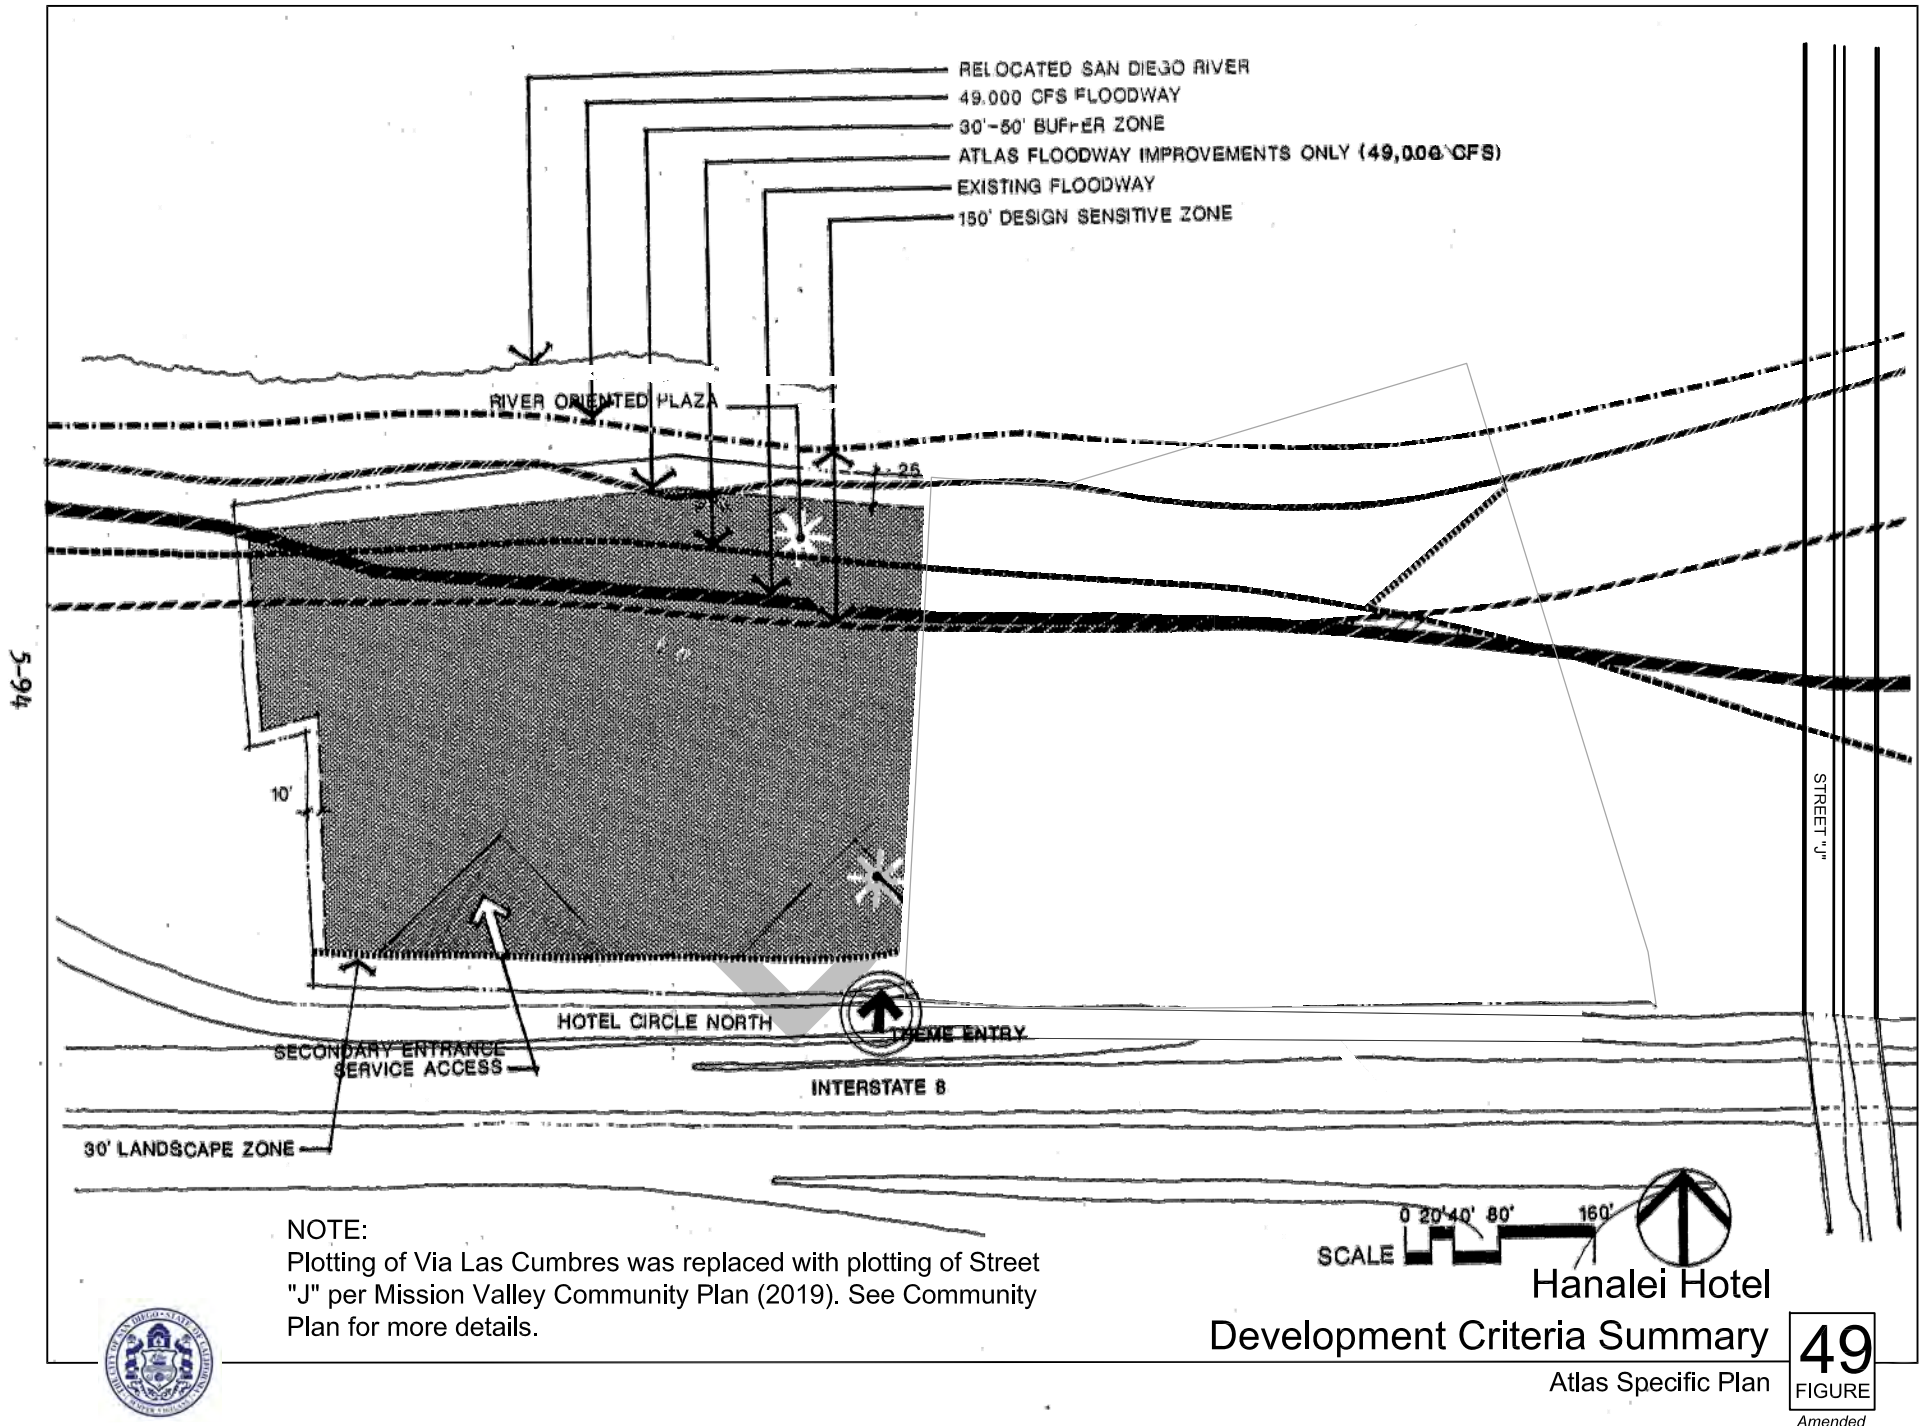 RELOCATED SAN DIEGO RIVER
49,000 CFS FLOODWAY
30'-50' BUFFER ZONE
ATLAS FLOODWAY IMPROVEMENTS ONLY (49,000 CFS)
EXISTING FLOODWAY
150' DESIGN SENSITIVE ZONE
RIVER ORIENTED PLAZA
25
5-94
10'
STREET "J"
HOTEL CIRCLE NORTH
THEME ENTRY
SECONDARY ENTRANCE
SERVICE ACCESS
INTERSTATE 8
30' LANDSCAPE ZONE
0 20' 40' 80' 160'
SCALE
NOTE:
Plotting of Via Las Cumbres was replaced with plotting of Street
"J" per Mission Valley Community Plan (2019). See Community
Plan for more details.
Hanalei Hotel
Development Criteria Summary
Atlas Specific Plan
49
FIGURE
Amended